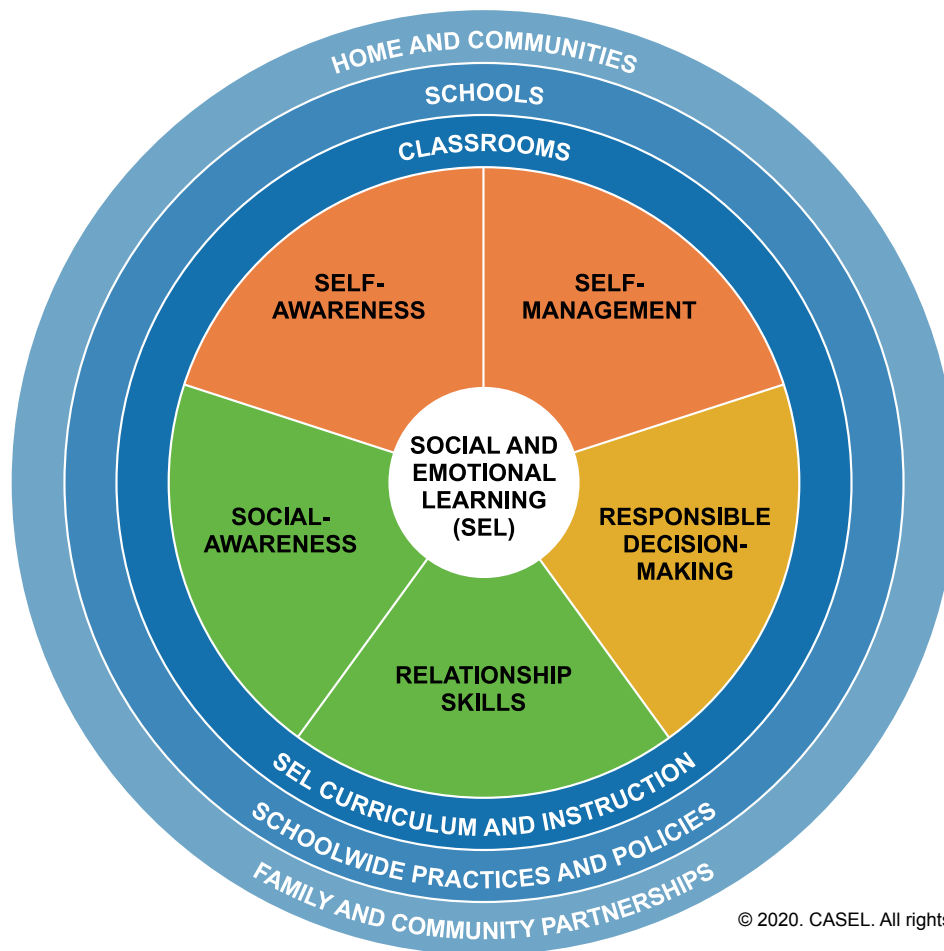 HOME AND COMMUNITIES
SCHOOLS
CLASSROOMS
SELF-
AWARENESS
SELF-
MANAGEMENT
SOCIAL AND
EMOTIONAL
LEARNING
(SEL)
SOCIAL-
AWARENESS
RESPONSIBLE
DECISION-
MAKING
RELATIONSHIP
SKILLS
SEL CURRICULUM AND INSTRUCTION
SCHOOLWIDE PRACTICES AND POLICIES
FAMILY AND COMMUNITY PARTNERSHIPS
© 2020. CASEL. All rights